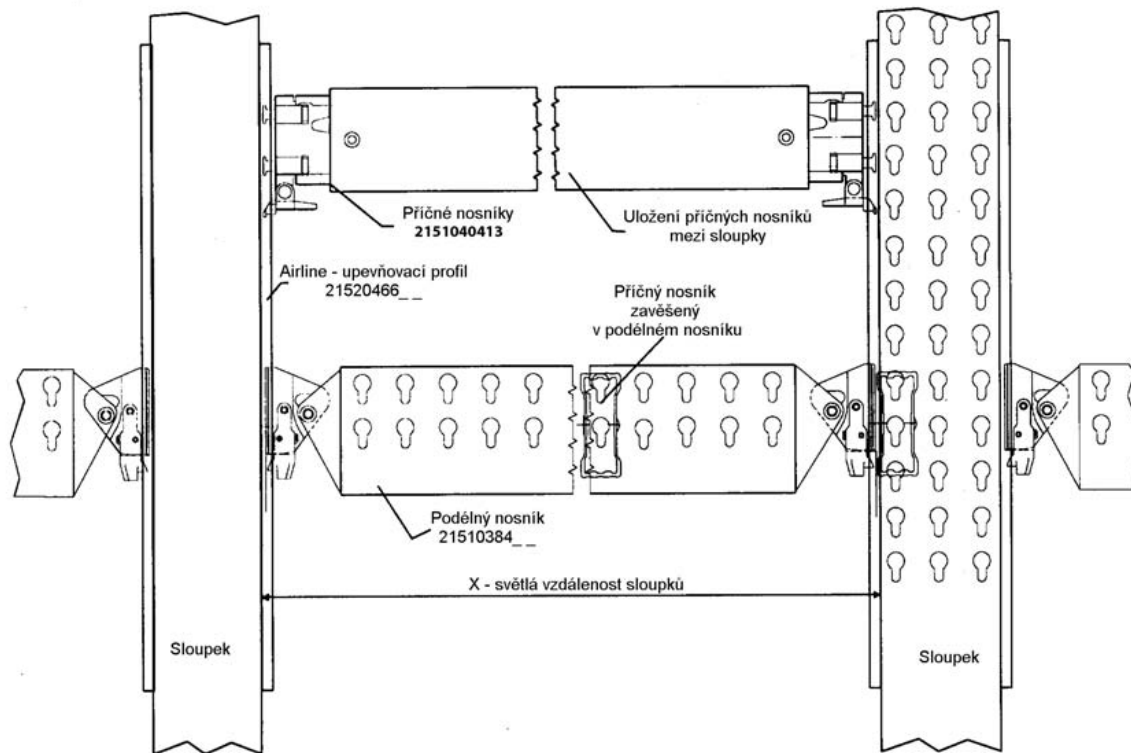 Příčné nosníky
2151040413
Uložení příčných nosníků
mezi sloupky
Airline - upevňovací profil
21520466_ _
Příčný nosník
zavěšený
v podélném nosníku
Podélný nosník
21510384_ _
X - světlá vzdálenost sloupků
Sloupek
Sloupek